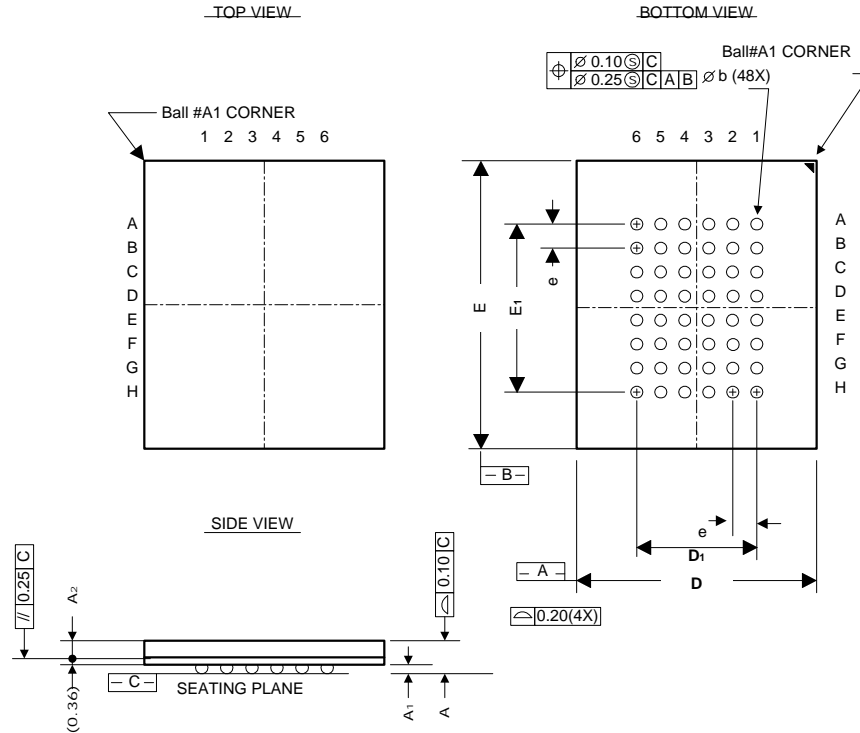 TOP VIEW
Ball #A1 CORNER
1 2 3 4 5 6
A
B
C
D
E
F
G
H
BOTTOM VIEW
⌖ ⌀ 0.10 Ⓢ C
⌀ 0.25 Ⓢ C A B
⌀ b (48X)
Ball#A1 CORNER
6 5 4 3 2 1
A
B
C
D
E
F
G
H
e
E1
E
– B –
e
D1
– A –
D
⌓ 0.20(4X)
SIDE VIEW
// 0.25 C
A2
(0.36)
⌓ 0.10 C
– C –
SEATING PLANE
A1
A